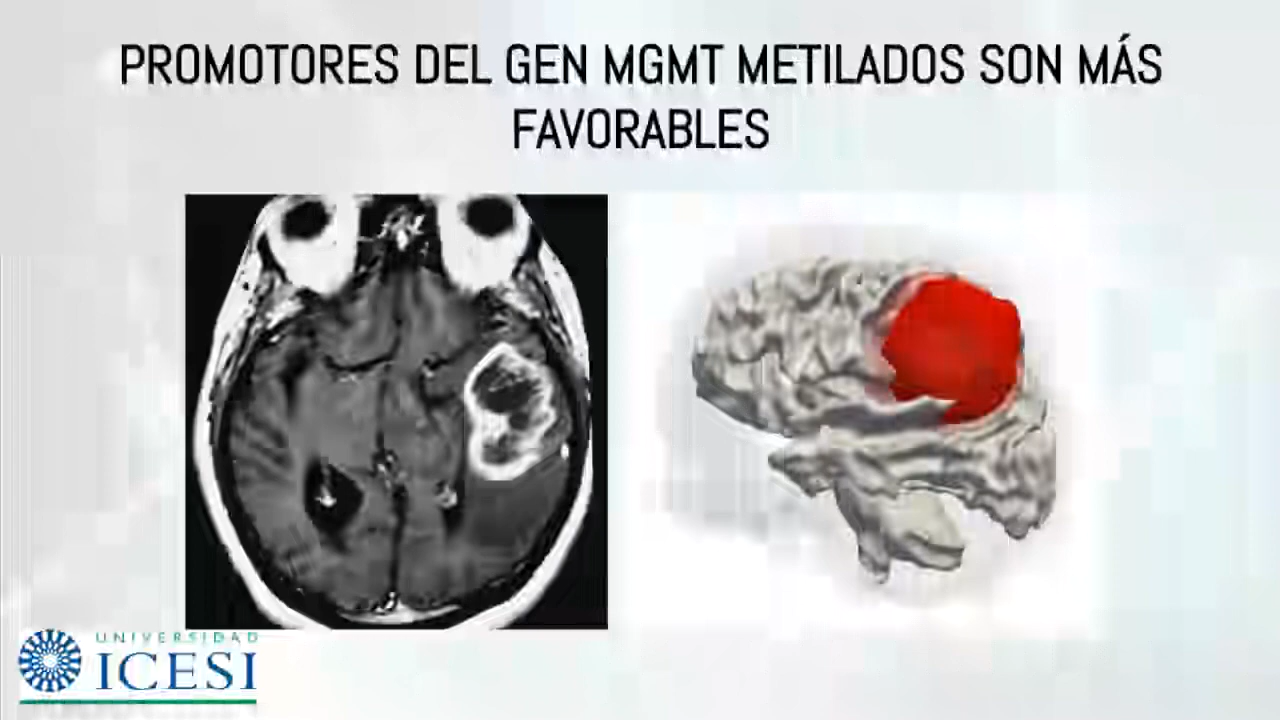 PROMOTORES DEL GEN MGMT METILADOS SON MÁS
FAVORABLES
UNIVERSIDAD
ICESI